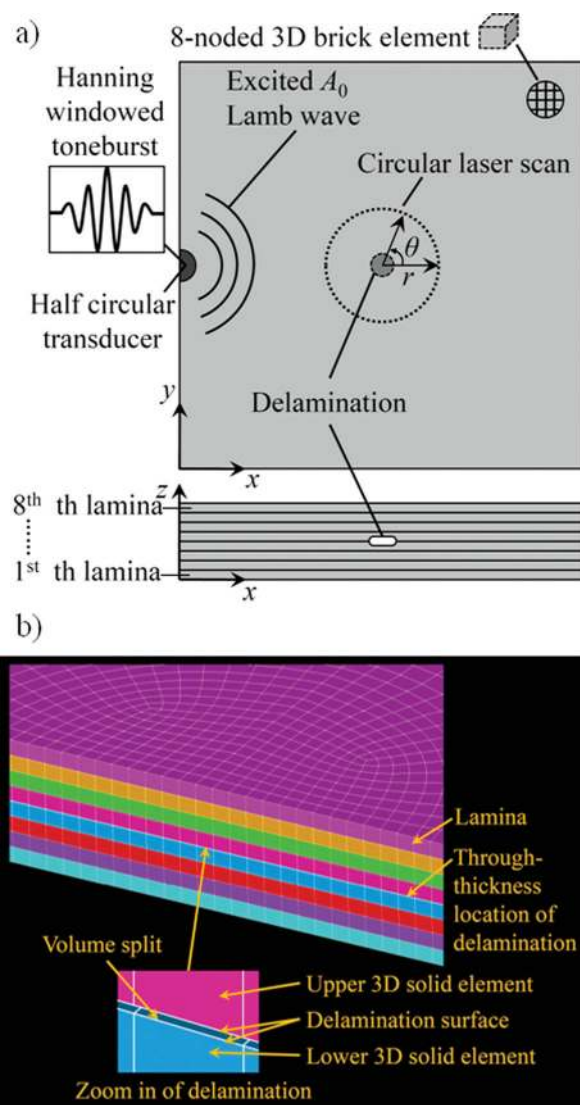 a)
8-noded 3D brick element
Hanning
windowed
toneburst
Excited A₀
Lamb wave
Circular laser scan
θ
r
Half circular
transducer
y
Delamination
x
z
8ᵗʰ th lamina
1ˢᵗ th lamina
x
b)
Lamina
Through-
thickness
location of
delamination
Volume split
Upper 3D solid element
Delamination surface
Lower 3D solid element
Zoom in of delamination